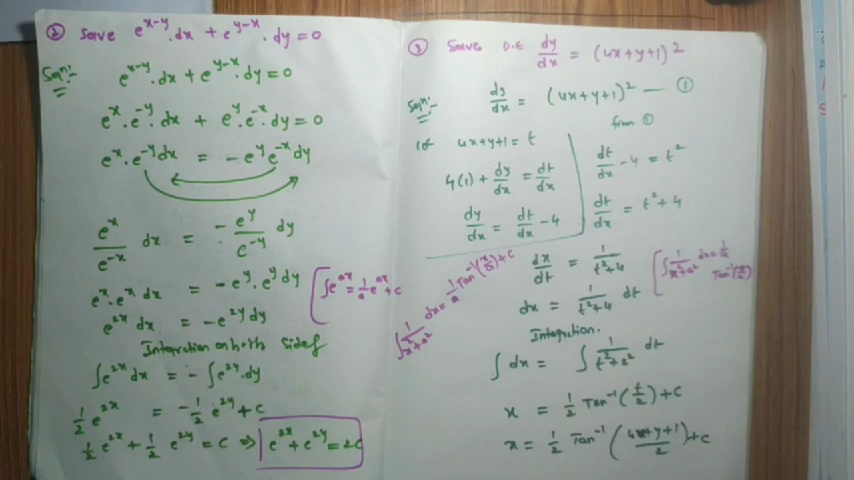 ② Solve e^{x-y}.dx + e^{y-x}.dy = 0
Soln:-
e^{x-y}.dx + e^{y-x}.dy = 0
e^x.e^{-y}.dx + e^y.e^{-x}.dy = 0
e^x.e^{-y}dx = -e^y e^{-x}dy
e^x/e^{-x} dx = -e^y/e^{-y} dy
e^x.e^x dx = -e^y.e^y dy
∫e^{ax} = 1/a e^{ax} + c
e^{2x} dx = -e^{2y} dy
Integration on both sides
∫e^{2x} dx = -∫e^{2y}.dy
1/2 e^{2x} = -1/2 e^{2y} + c
1/2 e^{2x} + 1/2 e^{2y} = c ⇒ e^{2x} + e^{2y} = 2c
③ Solve D.E dy/dx = (4x+y+1)^2
Soln:-
dy/dx = (4x+y+1)^2 — ①
let 4x+y+1 = t
4(1) + dy/dx = dt/dx
dy/dx = dt/dx - 4
from ①
dt/dx - 4 = t^2
dt/dx = t^2 + 4
∫1/(x^2+a^2) dx = 1/a Tan^{-1}(x/a) + c
dx/dt = 1/(t^2+4)
∫1/(x^2+a^2) dx = 1/a Tan^{-1}(x/a)
dx = 1/(t^2+4) dt
Integration.
∫dx = ∫1/(t^2+2^2) dt
x = 1/2 Tan^{-1}(t/2) + c
x = 1/2 Tan^{-1}((4x+y+1)/2) + c